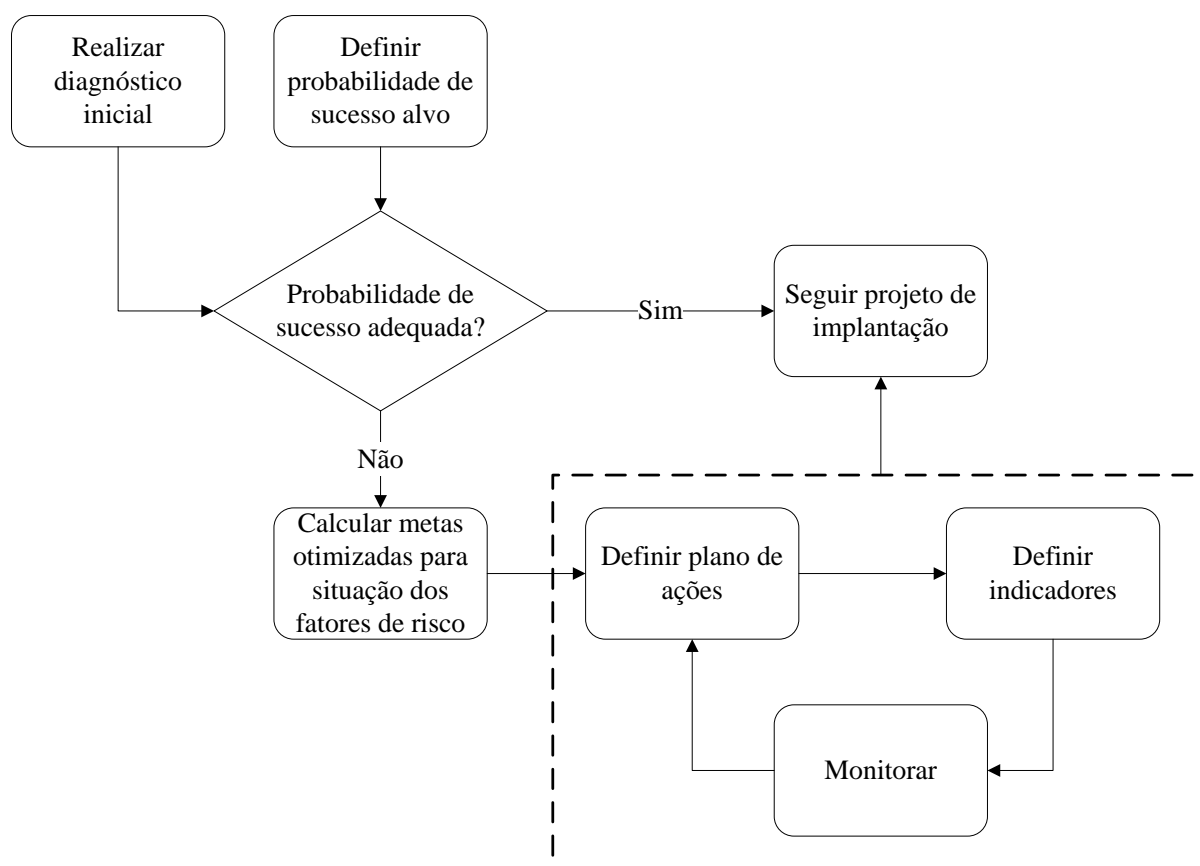 Realizar
diagnóstico
inicial
Definir
probabilidade de
sucesso alvo
Probabilidade de
sucesso adequada?
Sim
Seguir projeto de
implantação
Não
Calcular metas
otimizadas para
situação dos
fatores de risco
Definir plano de
ações
Definir
indicadores
Monitorar